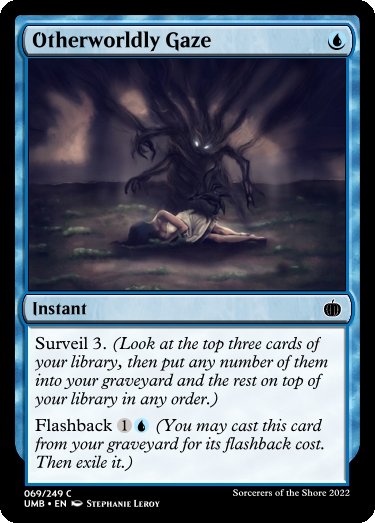 Otherworldly Gaze
Instant
Surveil 3. (Look at the top three cards of
your library, then put any number of them
into your graveyard and the rest on top of
your library in any order.)
Flashback 1 (You may cast this card
from your graveyard for its flashback cost.
Then exile it.)
069/249 C
UMB • EN Stephanie Leroy
Sorcerers of the Shore 2022